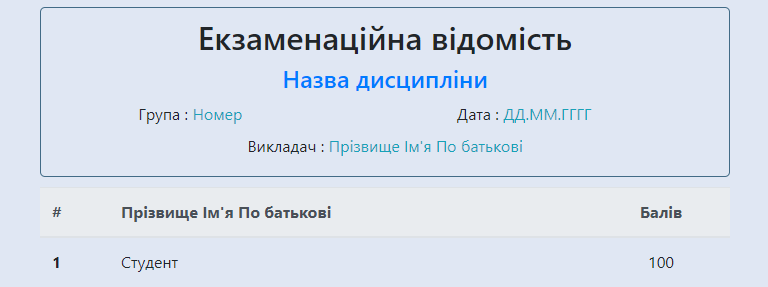 Екзаменаційна відомість
Назва дисципліни
Група : Номер Дата : ДД.ММ.ГГГГ
Викладач : Прізвище Ім'я По батькові
# Прізвище Ім'я По батькові Балів
1 Студент 100